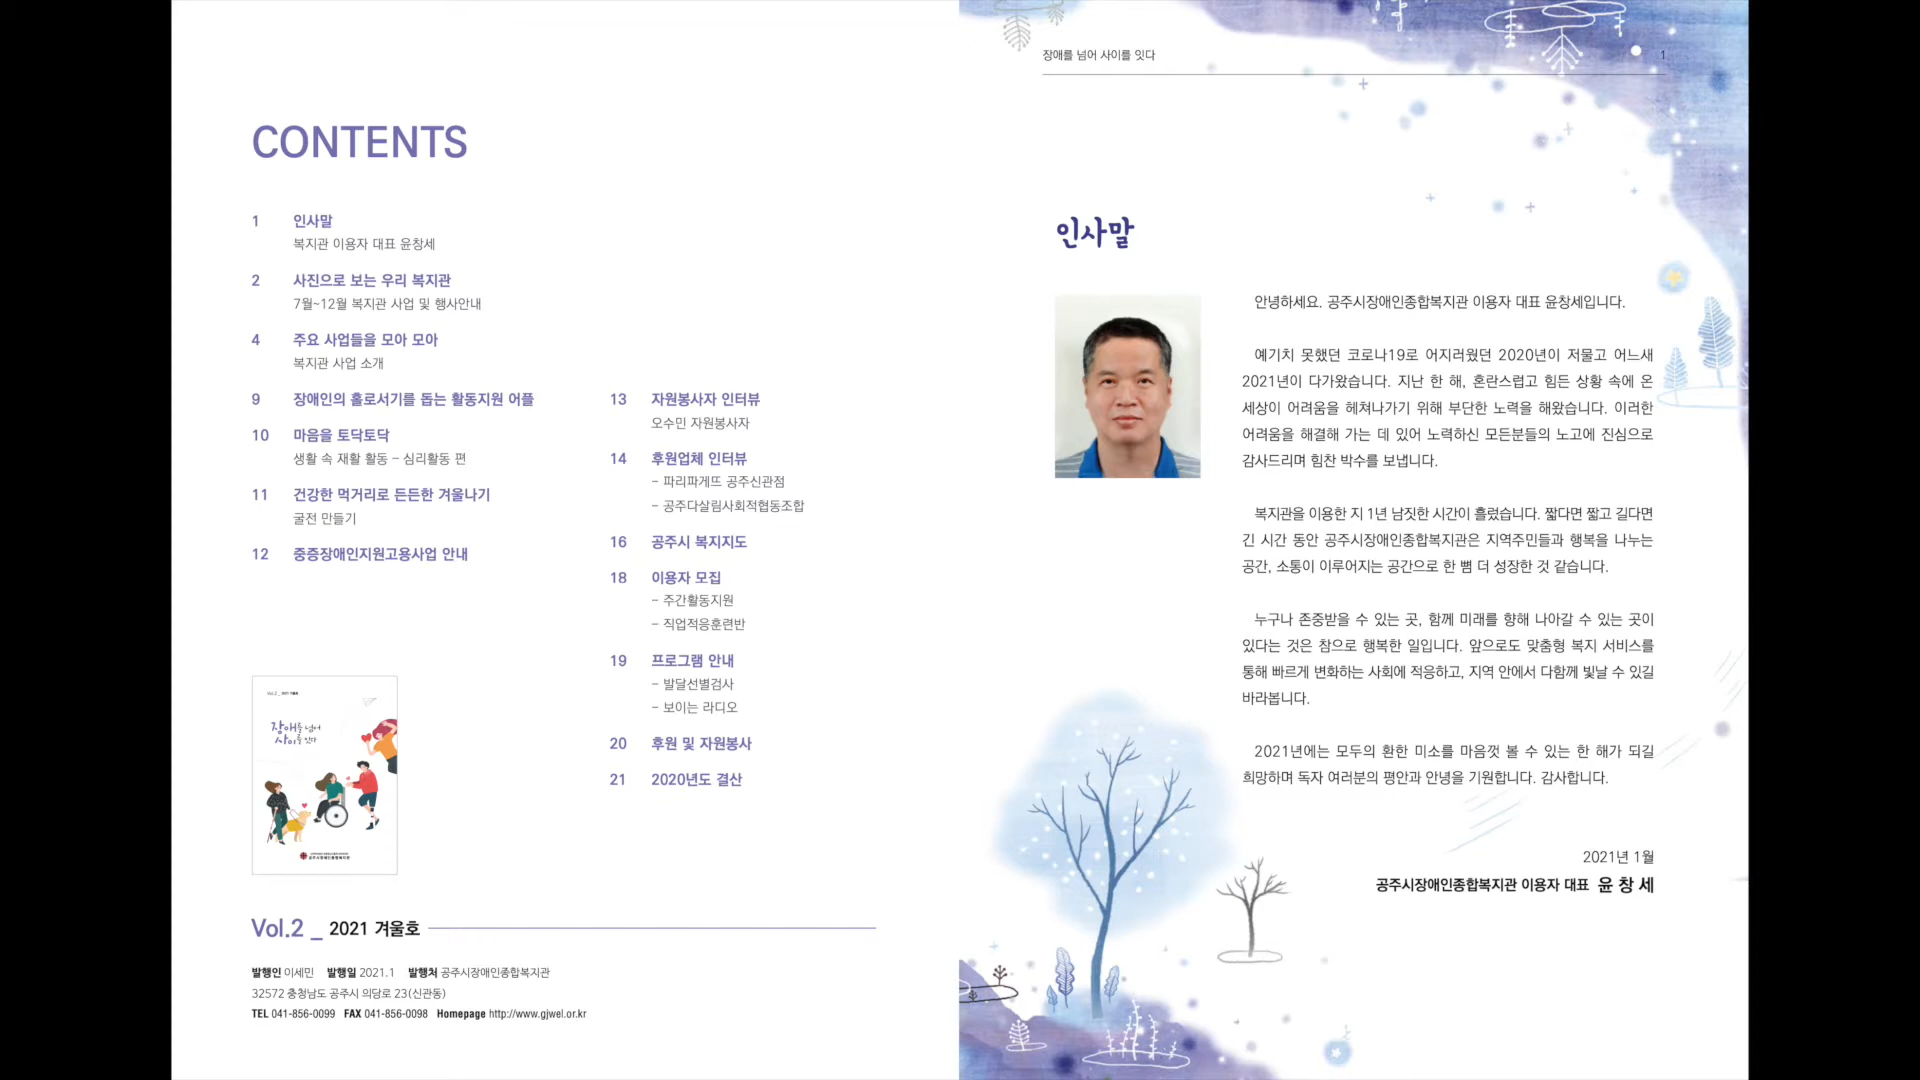 CONTENTS
1 인사말
복지관 이용자 대표 윤창세
2 사진으로 보는 우리 복지관
7월~12월 복지관 사업 및 행사안내
4 주요 사업들을 모아 모아
복지관 사업 소개
9 장애인의 홀로서기를 돕는 활동지원 어플
10 마음을 토닥토닥
생활 속 재활 활동 – 심리활동 편
11 건강한 먹거리로 든든한 겨울나기
굴전 만들기
12 중증장애인지원고용사업 안내
13 자원봉사자 인터뷰
오수민 자원봉사자
14 후원업체 인터뷰
– 파리파게뜨 공주신관점
– 공주다살림사회적협동조합
16 공주시 복지지도
18 이용자 모집
– 주간활동지원
– 직업적응훈련반
19 프로그램 안내
– 발달선별검사
– 보이는 라디오
20 후원 및 자원봉사
21 2020년도 결산
Vol.2 _ 2021 겨울호
장애를 넘어
사이를 잇다
공주시장애인종합복지관
Vol.2 _ 2021 겨울호
발행인 이세민 발행일 2021.1 발행처 공주시장애인종합복지관
32572 충청남도 공주시 의당로 23(신관동)
TEL 041-856-0099 FAX 041-856-0098 Homepage http://www.gjwel.or.kr
장애를 넘어 사이를 잇다 1
인사말
안녕하세요. 공주시장애인종합복지관 이용자 대표 윤창세입니다.
예기치 못했던 코로나19로 어지러웠던 2020년이 저물고 어느새
2021년이 다가왔습니다. 지난 한 해, 혼란스럽고 힘든 상황 속에 온
세상이 어려움을 헤쳐나가기 위해 부단한 노력을 해왔습니다. 이러한
어려움을 해결해 가는 데 있어 노력하신 모든분들의 노고에 진심으로
감사드리며 힘찬 박수를 보냅니다.
복지관을 이용한 지 1년 남짓한 시간이 흘렀습니다. 짧다면 짧고 길다면
긴 시간 동안 공주시장애인종합복지관은 지역주민들과 행복을 나누는
공간, 소통이 이루어지는 공간으로 한 뼘 더 성장한 것 같습니다.
누구나 존중받을 수 있는 곳, 함께 미래를 향해 나아갈 수 있는 곳이
있다는 것은 참으로 행복한 일입니다. 앞으로도 맞춤형 복지 서비스를
통해 빠르게 변화하는 사회에 적응하고, 지역 안에서 다함께 빛날 수 있길
바라봅니다.
2021년에는 모두의 환한 미소를 마음껏 볼 수 있는 한 해가 되길
희망하며 독자 여러분의 평안과 안녕을 기원합니다. 감사합니다.
2021년 1월
공주시장애인종합복지관 이용자 대표 윤 창 세